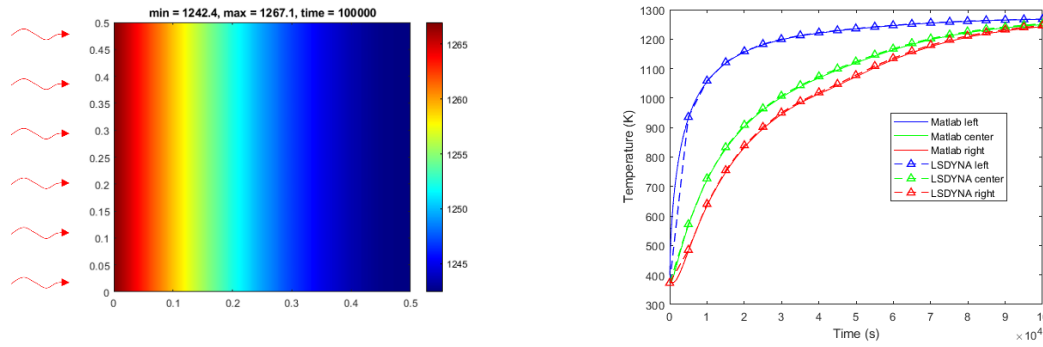 min = 1242.4, max = 1267.1, time = 100000
0.5
0.45
0.4
0.35
0.3
0.25
0.2
0.15
0.1
0.05
0
0 0.1 0.2 0.3 0.4 0.5
1265
1260
1255
1250
1245
Temperature (K)
1300
1200
1100
1000
900
800
700
600
500
400
300
Matlab left
Matlab center
Matlab right
LSDYNA left
LSDYNA center
LSDYNA right
0 1 2 3 4 5 6 7 8 9 10
Time (s)
×10⁴